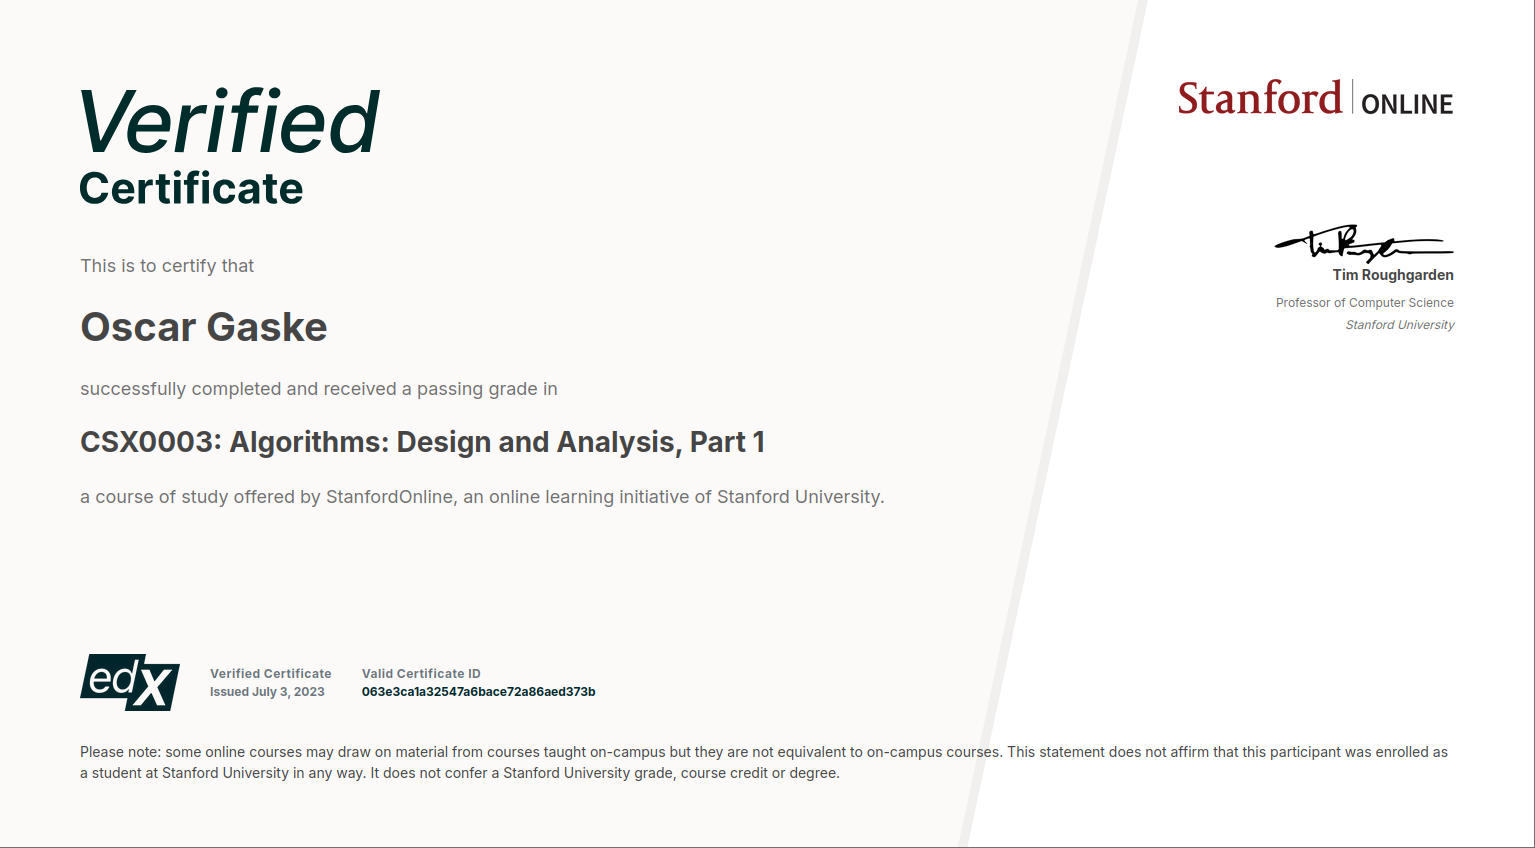 Verified
Certificate
This is to certify that
Oscar Gaske
successfully completed and received a passing grade in
CSX0003: Algorithms: Design and Analysis, Part 1
a course of study offered by StanfordOnline, an online learning initiative of Stanford University.
Stanford | ONLINE
Tim Roughgarden
Professor of Computer Science
Stanford University
edX
Verified Certificate
Issued July 3, 2023
Valid Certificate ID
063e3ca1a32547a6bace72a86aed373b
Please note: some online courses may draw on material from courses taught on-campus but they are not equivalent to on-campus courses. This statement does not affirm that this participant was enrolled as
a student at Stanford University in any way. It does not confer a Stanford University grade, course credit or degree.